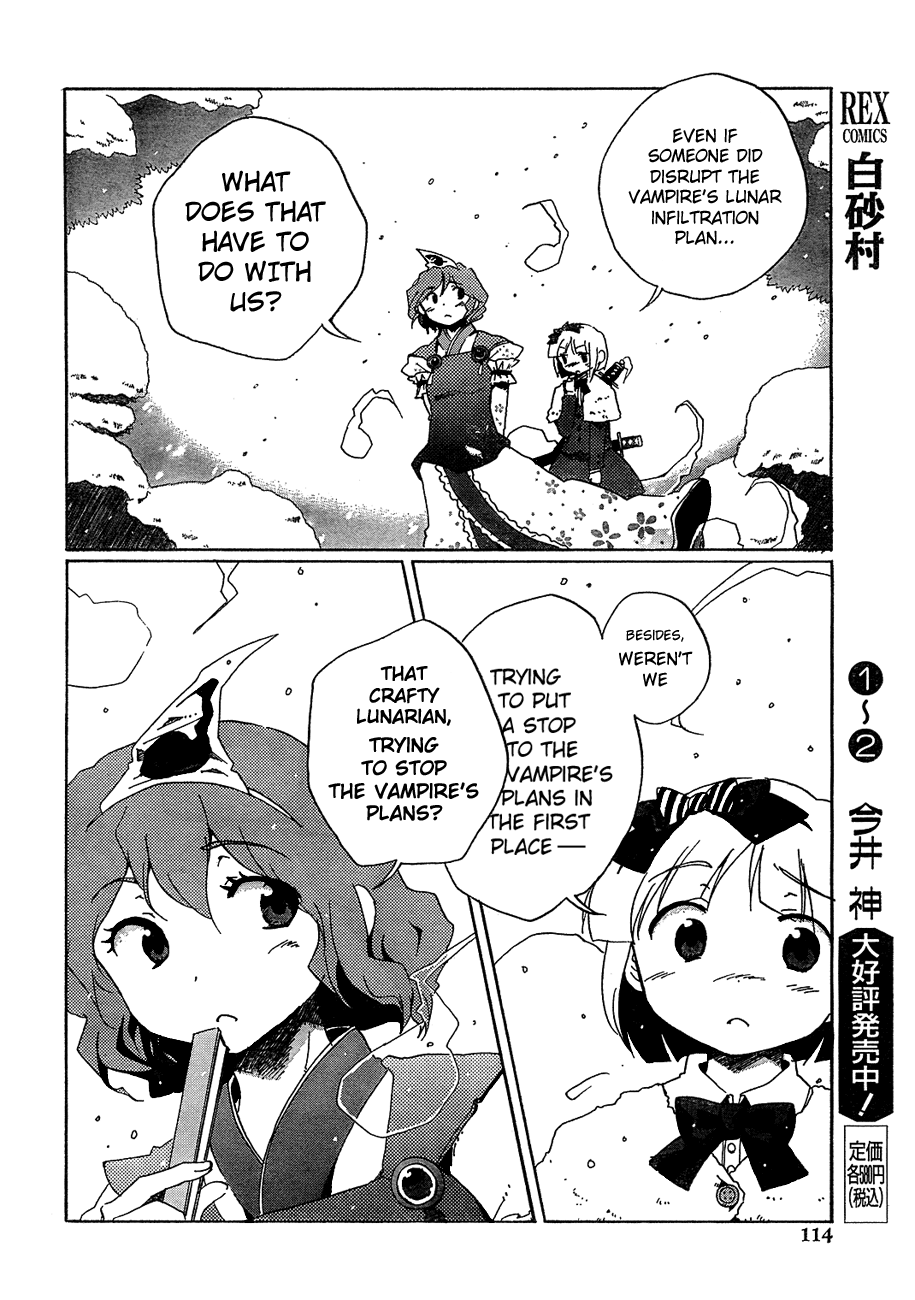 EVEN IF
SOMEONE DID
DISRUPT THE
VAMPIRE'S LUNAR
INFILTRATION
PLAN...
WHAT
DOES THAT
HAVE TO
DO WITH
US?
BESIDES,
WEREN'T
WE
TRYING
TO PUT
A STOP
TO THE
VAMPIRE'S
PLANS IN
THE FIRST
PLACE —
THAT
CRAFTY
LUNARIAN,
TRYING
TO STOP
THE VAMPIRE'S
PLANS?
REX
COMICS
白砂村
❶~❷
今井 神
大好評発売中!
定価
各580円
(税込)
114